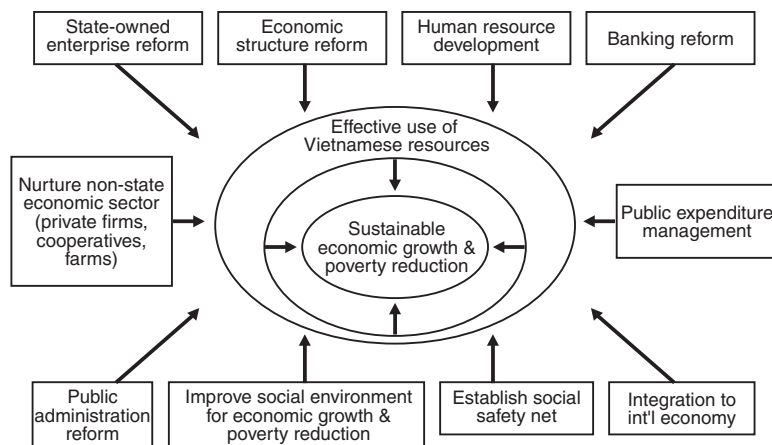 State-owned
enterprise reform
Economic
structure reform
Human resource
development
Banking reform
Effective use of
Vietnamese resources
Nurture non-state
economic sector
(private firms,
cooperatives,
farms)
Sustainable
economic growth &
poverty reduction
Public expenditure
management
Public
administration
reform
Improve social environment
for economic growth &
poverty reduction
Establish social
safety net
Integration to
int'l economy